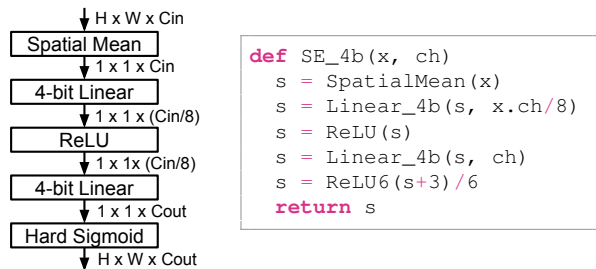 H x W x Cin
Spatial Mean
1 x 1 x Cin
4-bit Linear
1 x 1 x (Cin/8)
ReLU
1 x 1x (Cin/8)
4-bit Linear
1 x 1 x Cout
Hard Sigmoid
H x W x Cout
def SE_4b(x, ch)
s = SpatialMean(x)
s = Linear_4b(s, x.ch/8)
s = ReLU(s)
s = Linear_4b(s, ch)
s = ReLU6(s+3)/6
return s